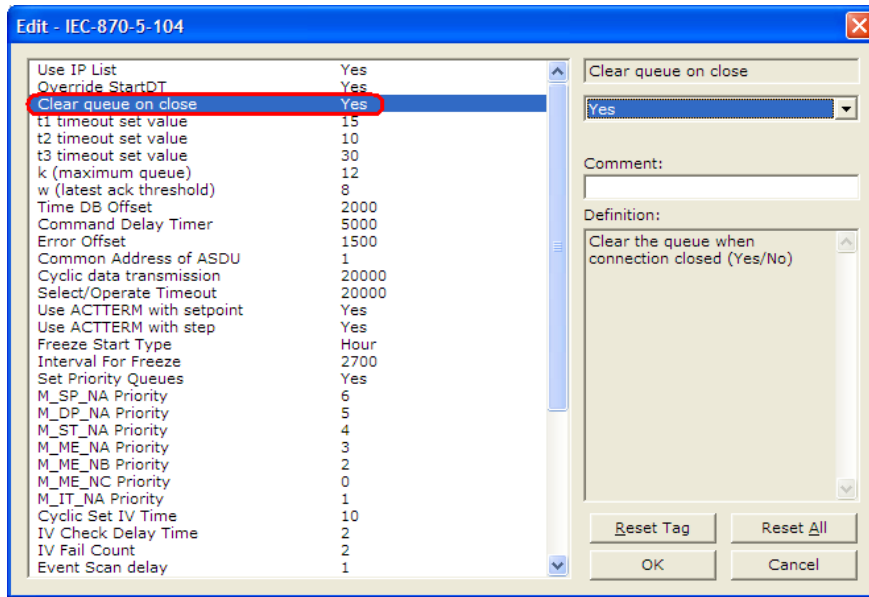 Edit - IEC-870-5-104
Use IP List Yes
Override StartDT Yes
Clear queue on close Yes
t1 timeout set value 15
t2 timeout set value 10
t3 timeout set value 30
k (maximum queue) 12
w (latest ack threshold) 8
Time DB Offset 2000
Command Delay Timer 5000
Error Offset 1500
Common Address of ASDU 1
Cyclic data transmission 20000
Select/Operate Timeout 20000
Use ACTTERM with setpoint Yes
Use ACTTERM with step Yes
Freeze Start Type Hour
Interval For Freeze 2700
Set Priority Queues Yes
M_SP_NA Priority 6
M_DP_NA Priority 5
M_ST_NA Priority 4
M_ME_NA Priority 3
M_ME_NB Priority 2
M_ME_NC Priority 0
M_IT_NA Priority 1
Cyclic Set IV Time 10
IV Check Delay Time 2
IV Fail Count 2
Event Scan delay 1
Clear queue on close
Yes
Comment:
Definition:
Clear the queue when
connection closed (Yes/No)
Reset Tag
Reset All
OK
Cancel